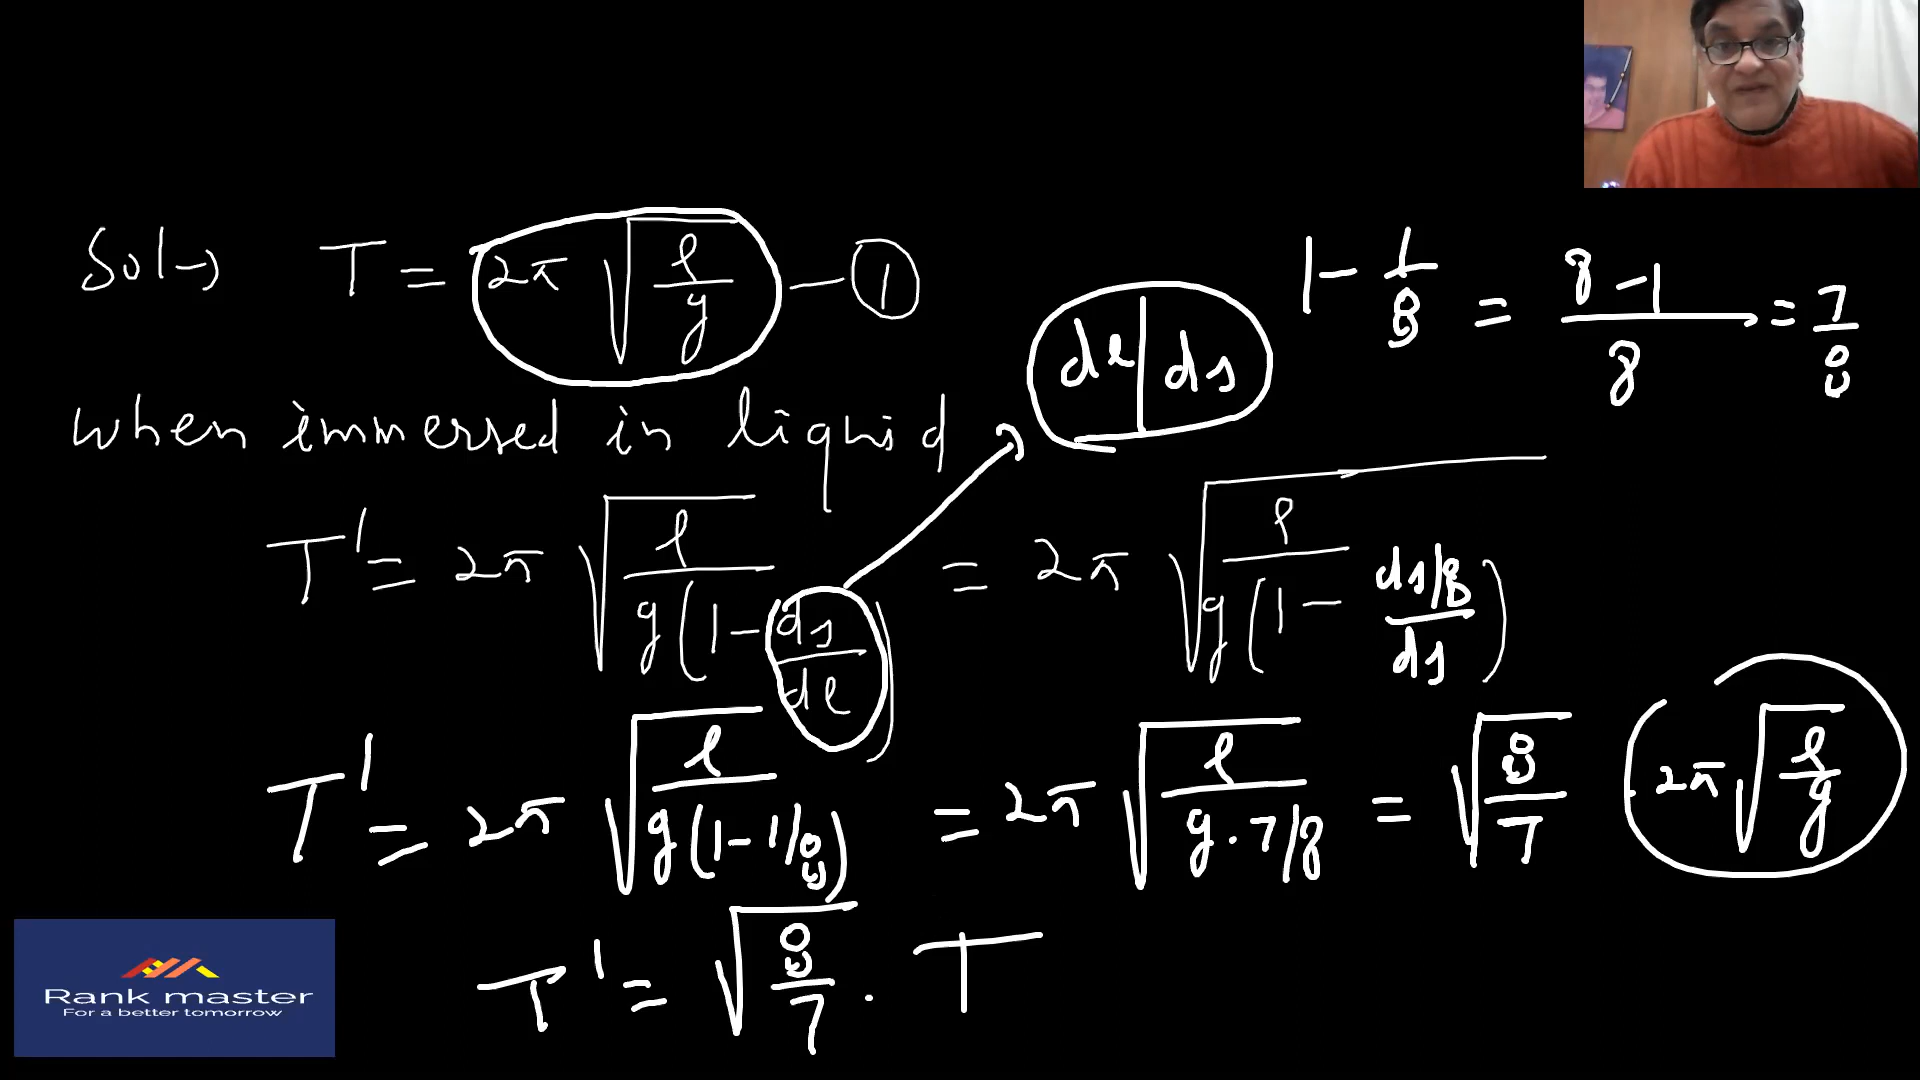 Sol→ T = 2π √(l/g) — ①
dl | ds
1 - 1/8 = (8-1)/8 = 7/8
when immersed in liquid
T' = 2π √(l/(g(1 - ds/dl))) = 2π √(l/(g(1 - (ds/8)/ds)))
T' = 2π √(l/(g(1-1/8))) = 2π √(l/(g·7/8)) = √(8/7) 2π √(l/g)
T' = √(8/7) · T
Rank master
For a better tomorrow